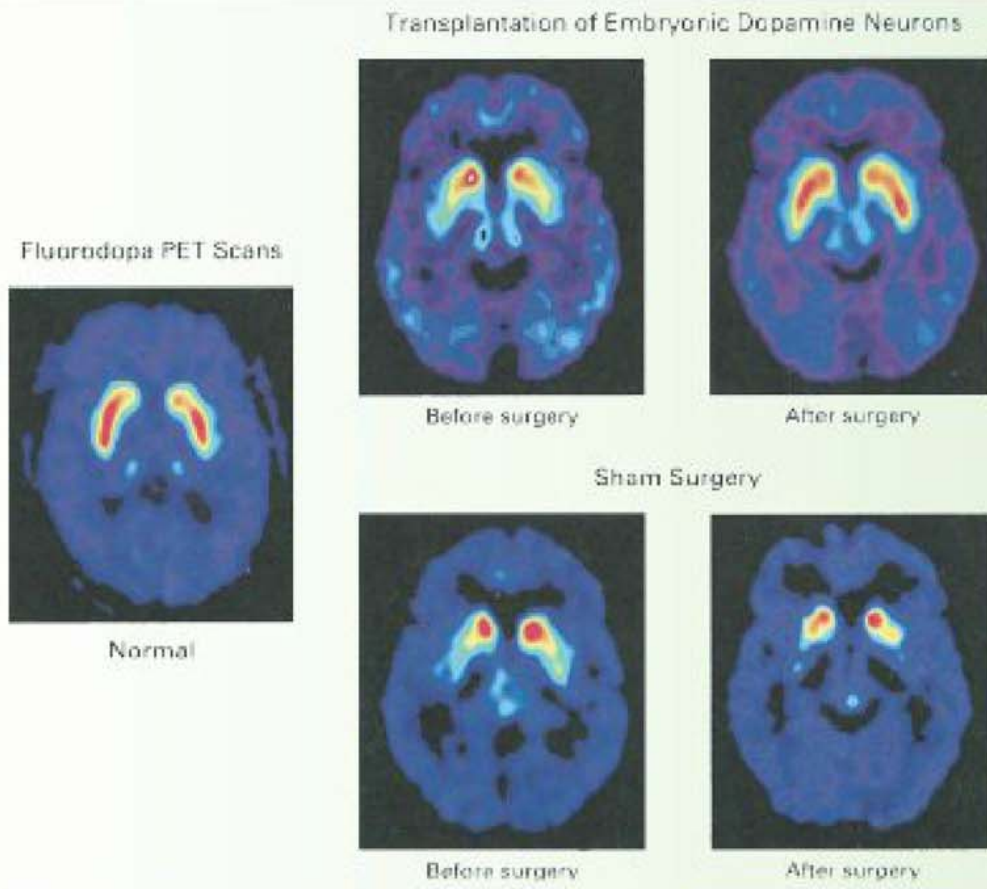 Transplantation of Embryonic Dopamine Neurons
Fluorodopa PET Scans
Before surgery
After surgery
Sham Surgery
Normal
Before surgery
After surgery